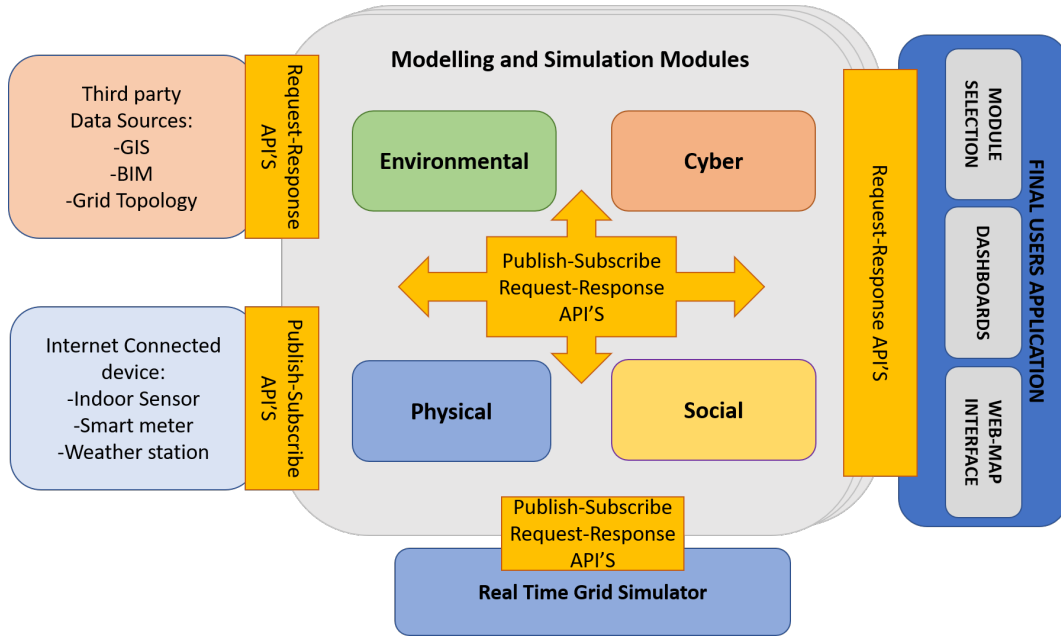 Modelling and Simulation Modules
Third party
Data Sources:
-GIS
-BIM
-Grid Topology
Request-Response
API'S
Internet Connected
device:
-Indoor Sensor
-Smart meter
-Weather station
Publish-Subscribe
API'S
Environmental
Cyber
Publish-Subscribe
Request-Response
API'S
Physical
Social
Publish-Subscribe
Request-Response
API'S
Real Time Grid Simulator
Request-Response API'S
MODULE
SELECTION
DASHBOARDS
WEB-MAP
INTERFACE
FINAL USERS APPLICATION